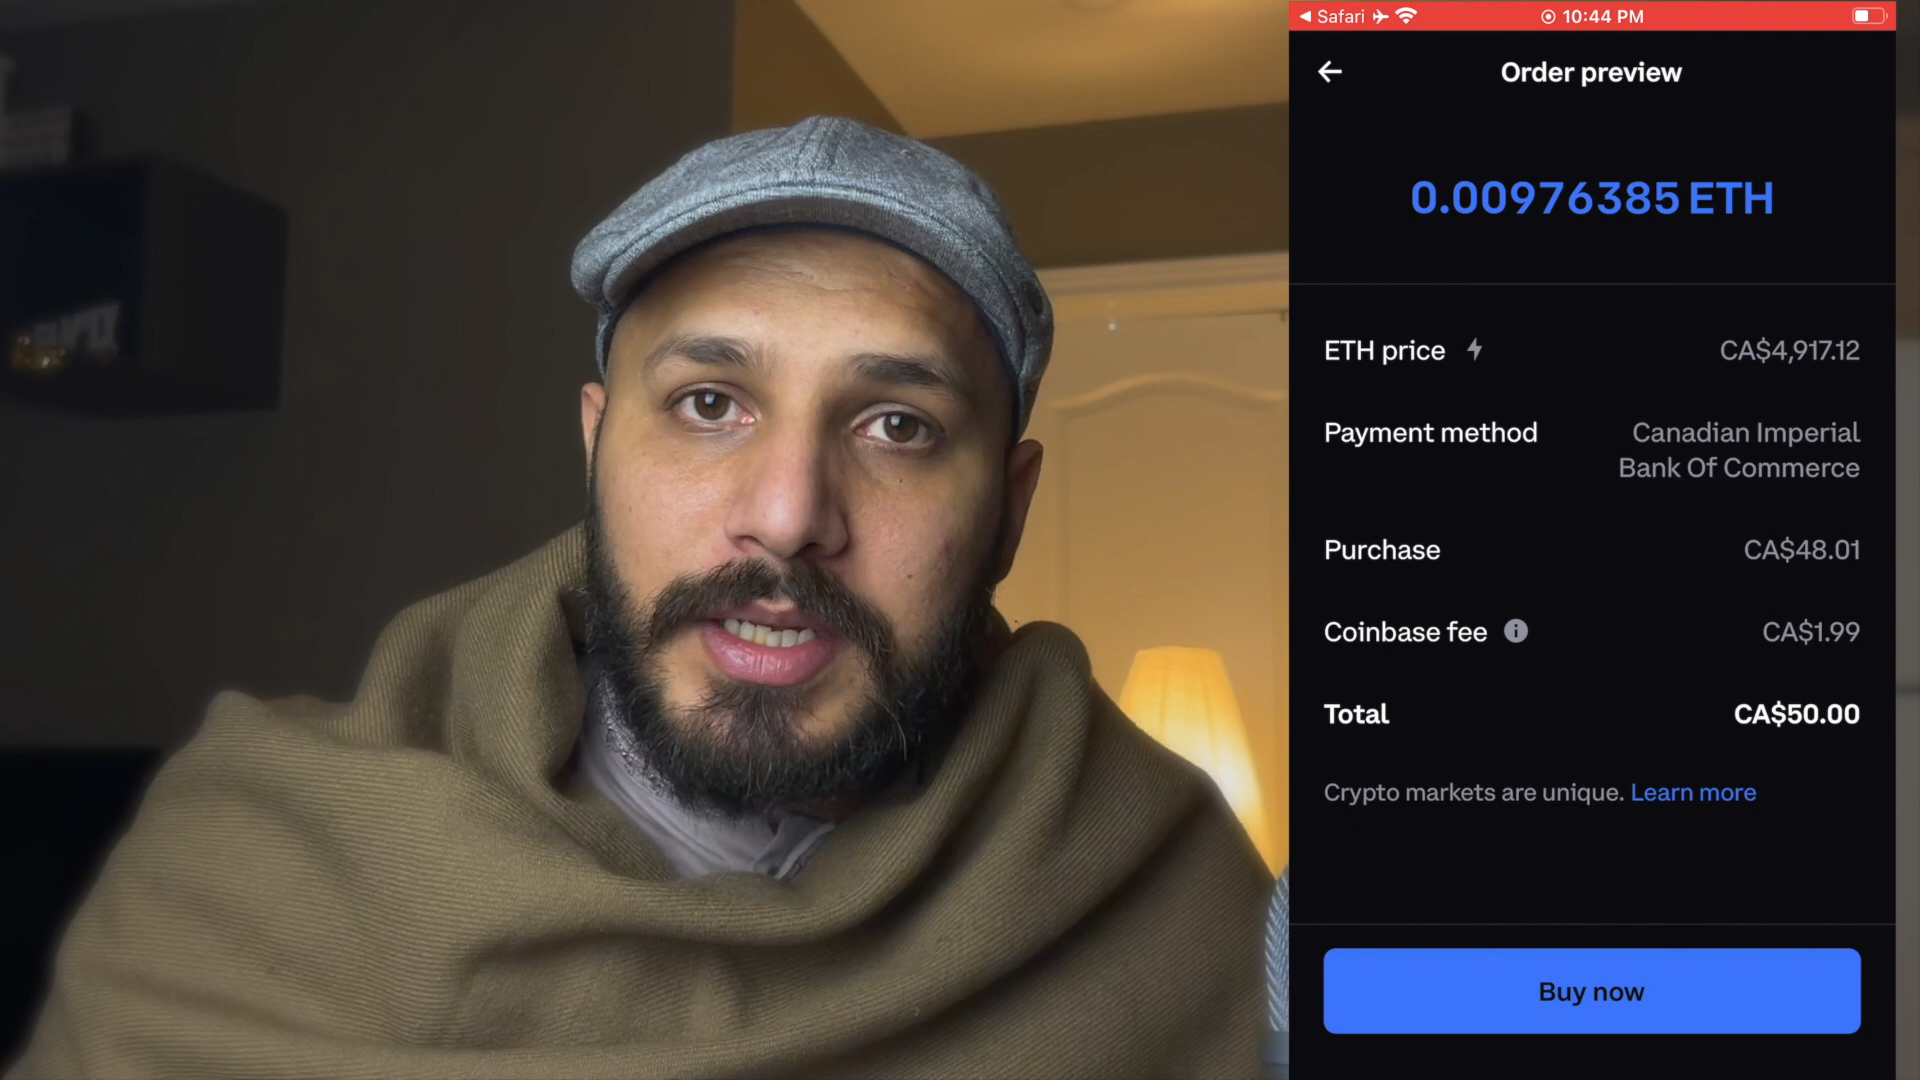 Safari 10:44 PM
Order preview
0.00976385 ETH
ETH price CA$4,917.12
Payment method Canadian Imperial
Bank Of Commerce
Purchase CA$48.01
Coinbase fee CA$1.99
Total CA$50.00
Crypto markets are unique. Learn more
Buy now
FAMILY